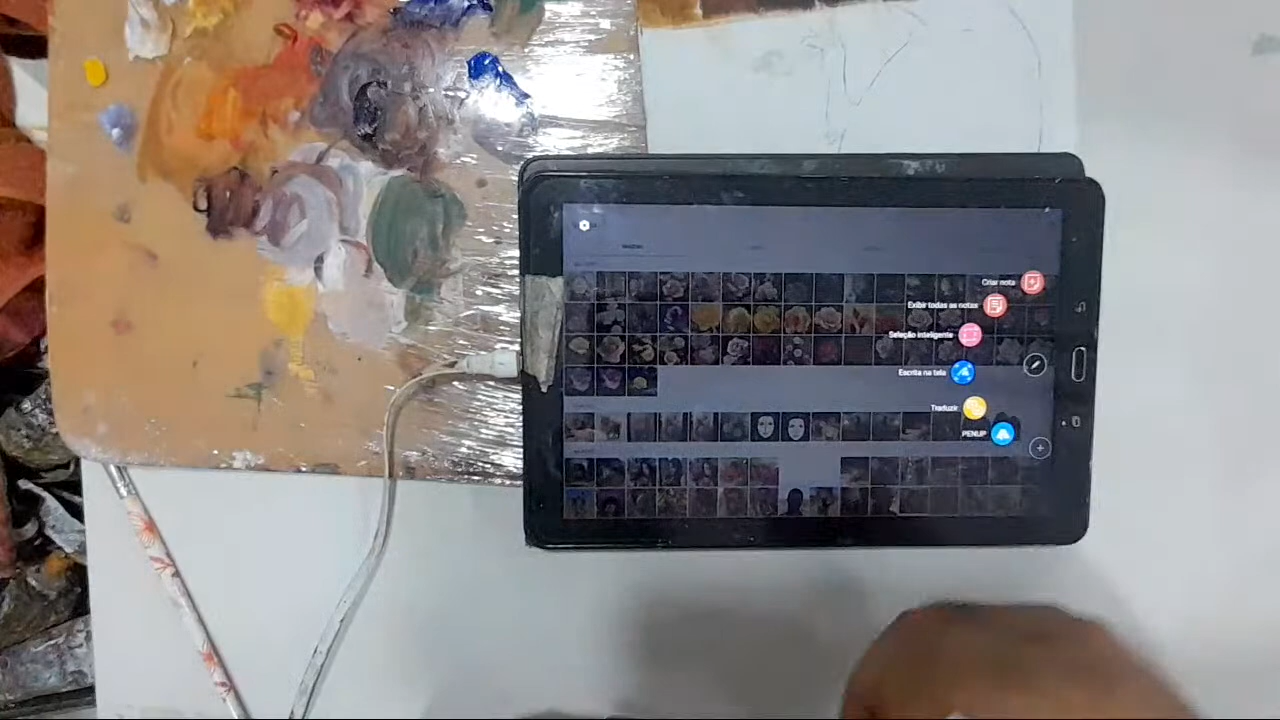 Criar nota
Exibir todas as notas
Seleção inteligente
Escrita na tela
Traduzir
PENUP